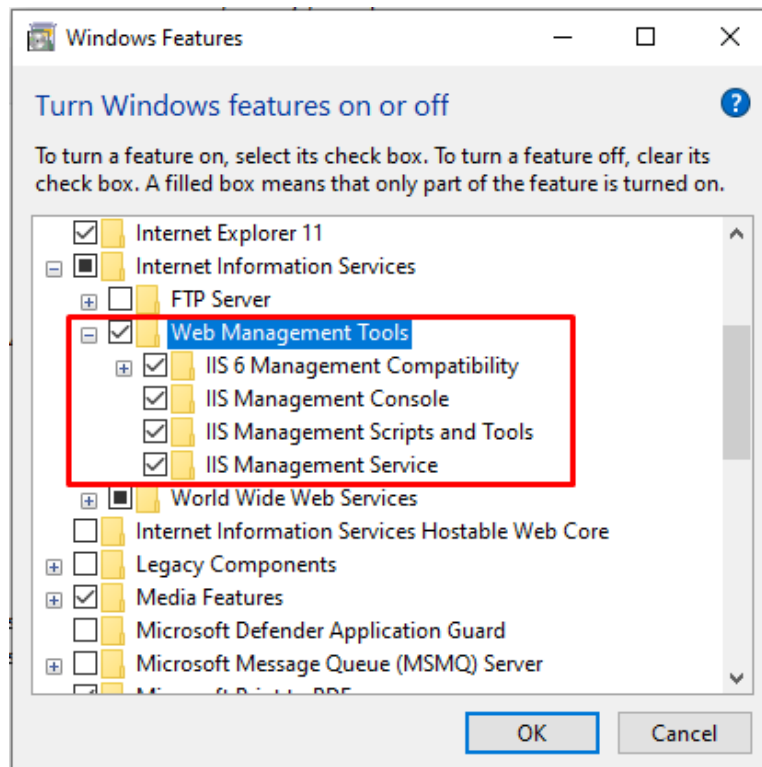 Windows Features
Turn Windows features on or off
?
To turn a feature on, select its check box. To turn a feature off, clear its
check box. A filled box means that only part of the feature is turned on.
Internet Explorer 11
Internet Information Services
FTP Server
Web Management Tools
IIS 6 Management Compatibility
IIS Management Console
IIS Management Scripts and Tools
IIS Management Service
World Wide Web Services
Internet Information Services Hostable Web Core
Legacy Components
Media Features
Microsoft Defender Application Guard
Microsoft Message Queue (MSMQ) Server
Microsoft Print to PDF
OK
Cancel